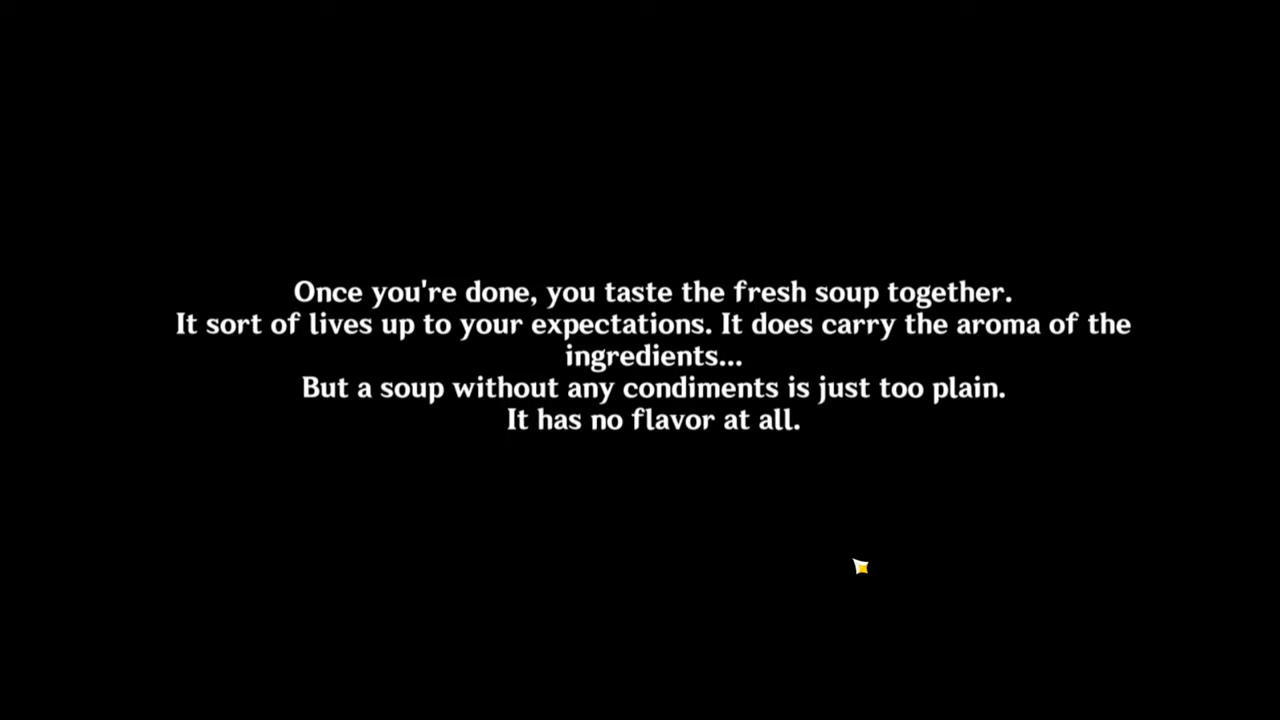 Once you're done, you taste the fresh soup together.
It sort of lives up to your expectations. It does carry the aroma of the
ingredients...
But a soup without any condiments is just too plain.
It has no flavor at all.